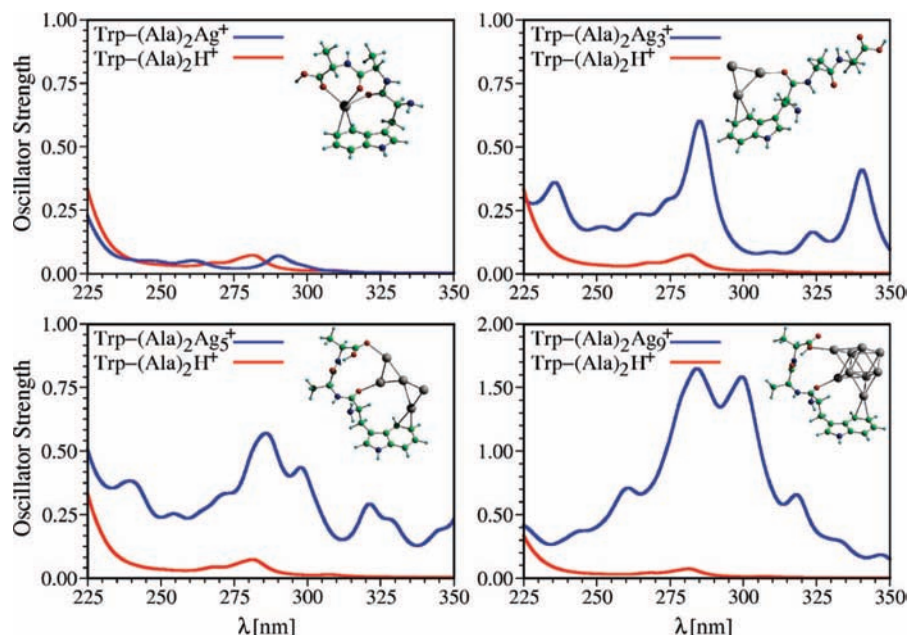 Trp–(Ala)₂Ag⁺
Trp–(Ala)₂H⁺
Oscillator Strength
1.00
0.75
0.50
0.25
0.00
225 250 275 300 325 350
Trp–(Ala)₂Ag₃⁺
Trp–(Ala)₂H⁺
1.00
0.75
0.50
0.25
0.00
225 250 275 300 325 350
Trp–(Ala)₂Ag₅⁺
Trp–(Ala)₂H⁺
Oscillator Strength
1.00
0.75
0.50
0.25
0.00
225 250 275 300 325 350
λ[nm]
Trp–(Ala)₂Ag₉⁺
Trp–(Ala)₂H⁺
2.00
1.50
1.00
0.50
0.00
225 250 275 300 325 350
λ[nm]